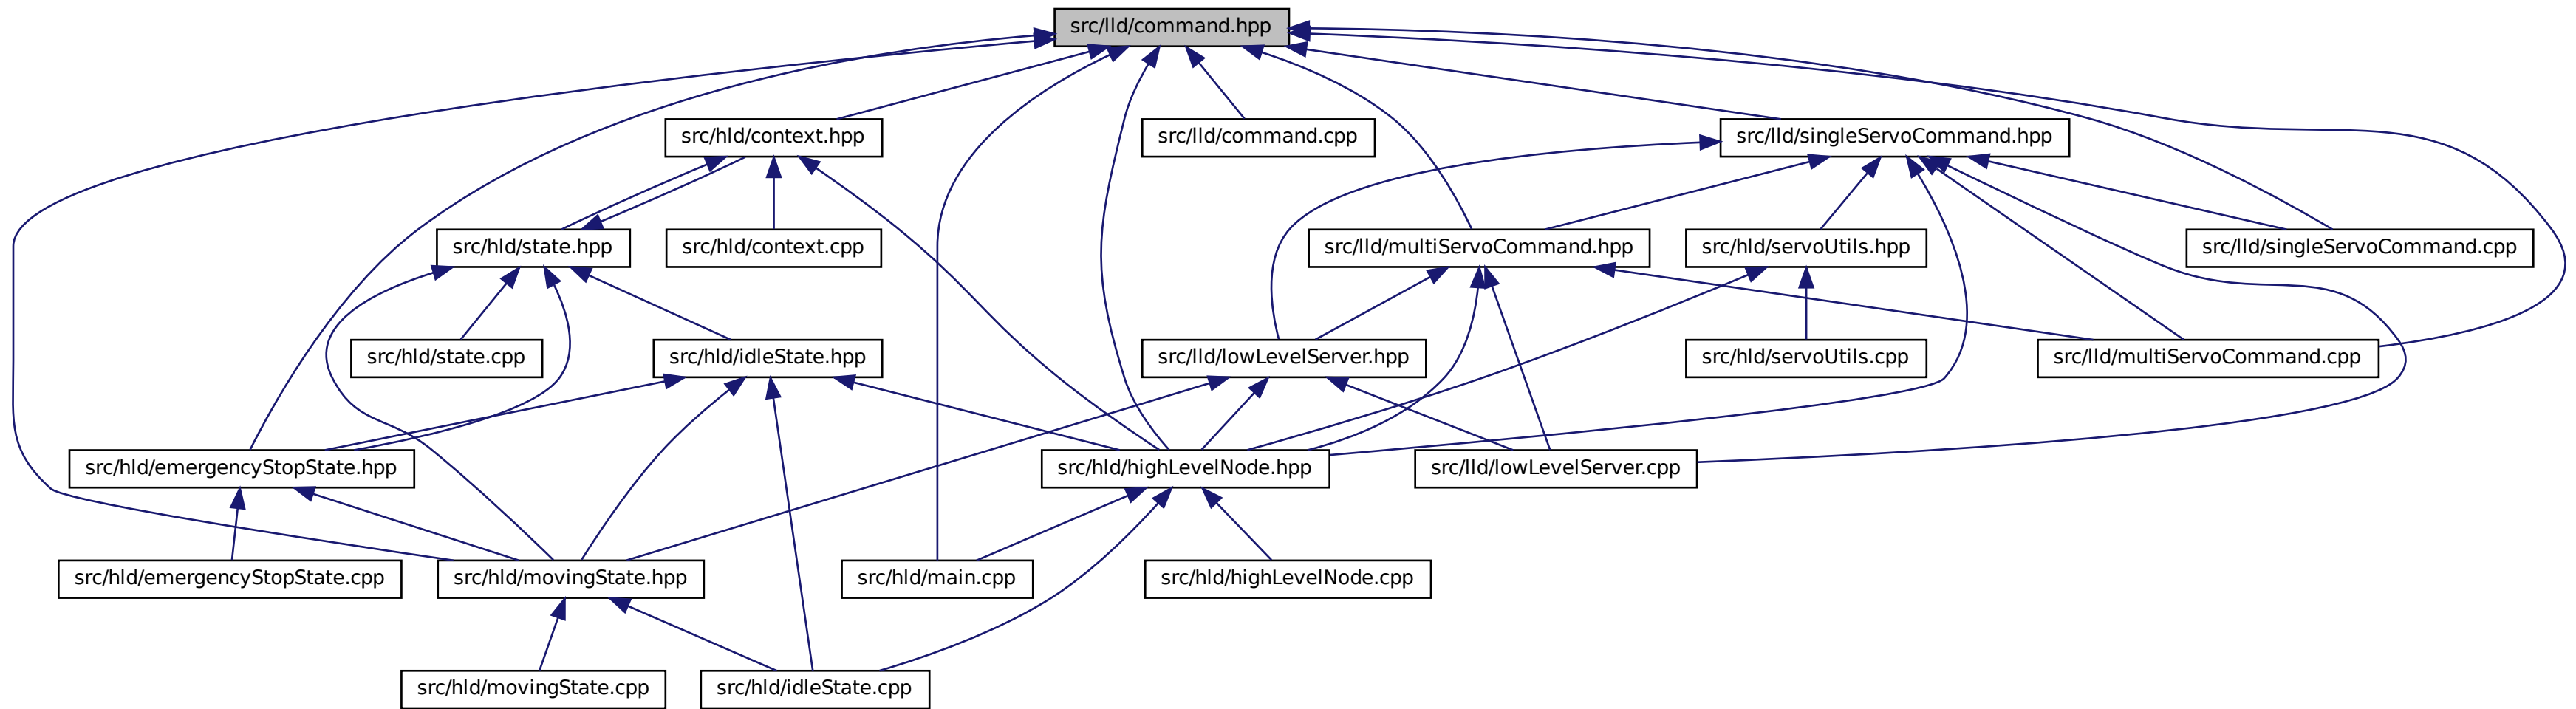 src/lld/command.hpp
src/hld/context.hpp
src/lld/command.cpp
src/lld/singleServoCommand.hpp
src/hld/state.hpp
src/hld/context.cpp
src/lld/multiServoCommand.hpp
src/hld/servoUtils.hpp
src/lld/singleServoCommand.cpp
src/hld/state.cpp
src/hld/idleState.hpp
src/lld/lowLevelServer.hpp
src/hld/servoUtils.cpp
src/lld/multiServoCommand.cpp
src/hld/emergencyStopState.hpp
src/hld/highLevelNode.hpp
src/lld/lowLevelServer.cpp
src/hld/emergencyStopState.cpp
src/hld/movingState.hpp
src/hld/main.cpp
src/hld/highLevelNode.cpp
src/hld/movingState.cpp
src/hld/idleState.cpp